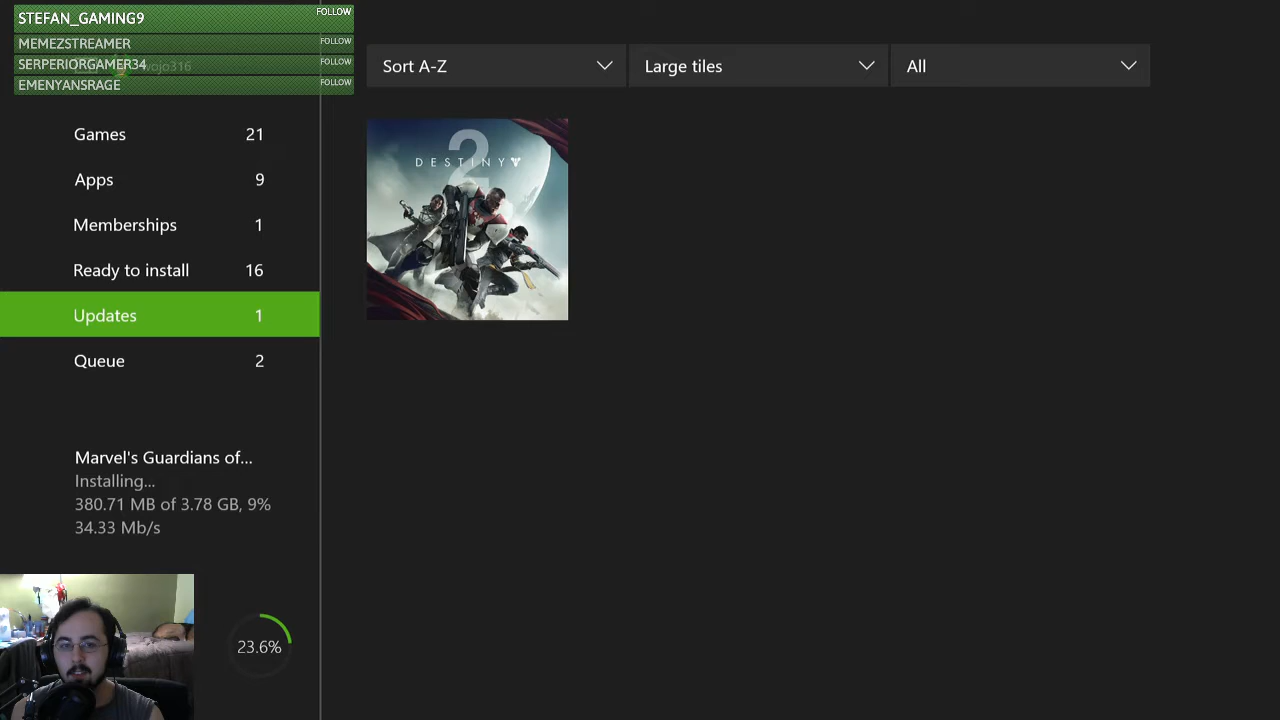 STEFAN_GAMING9 FOLLOW
MEMEZSTREAMER FOLLOW
SERPERIORGAMER34 FOLLOW
EMENYANSRAGE FOLLOW
Sort A-Z
Large tiles
All
Games 21
Apps 9
Memberships 1
Ready to install 16
Updates 1
Queue 2
2
DESTINY
Marvel's Guardians of...
Installing...
380.71 MB of 3.78 GB, 9%
34.33 Mb/s
23.6%